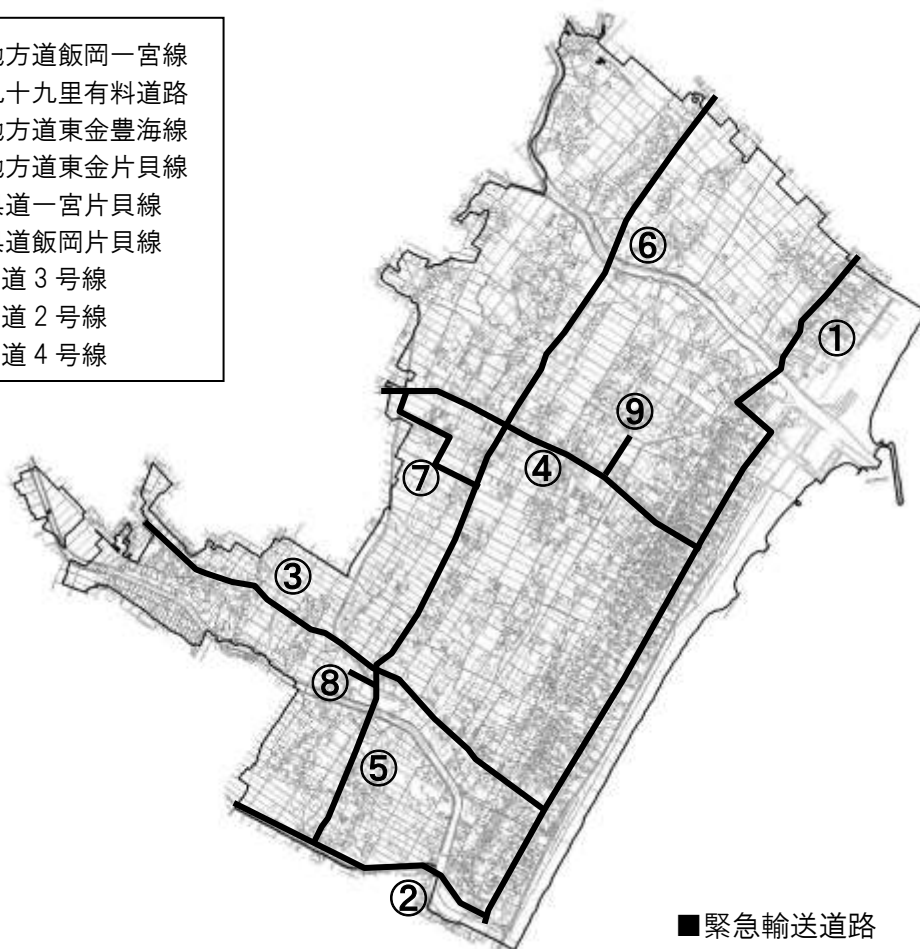 地方道飯岡一宮線
九十九里有料道路
地方道東金豊海線
地方道東金片貝線
県道一宮片貝線
県道飯岡片貝線
道3号線
道2号線
道4号線
⑥
①
⑨
④
⑦
③
⑧
⑤
②
■緊急輸送道路